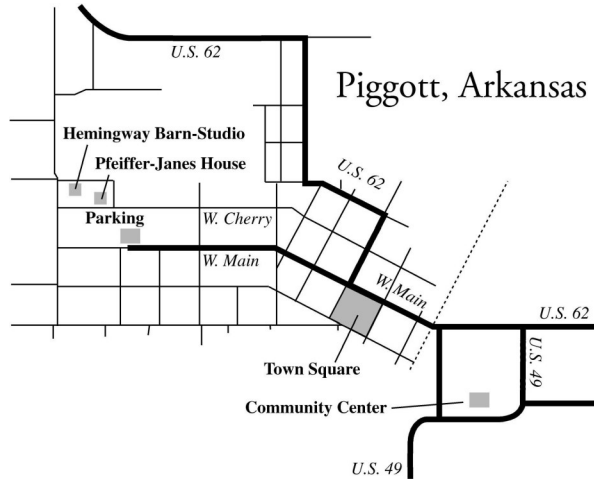 U.S. 62
Piggott, Arkansas
Hemingway Barn-Studio
Pfeiffer-Janes House
U.S. 62
Parking
W. Cherry
W. Main
W. Main
U.S. 62
Town Square
U.S. 49
Community Center
U.S. 49